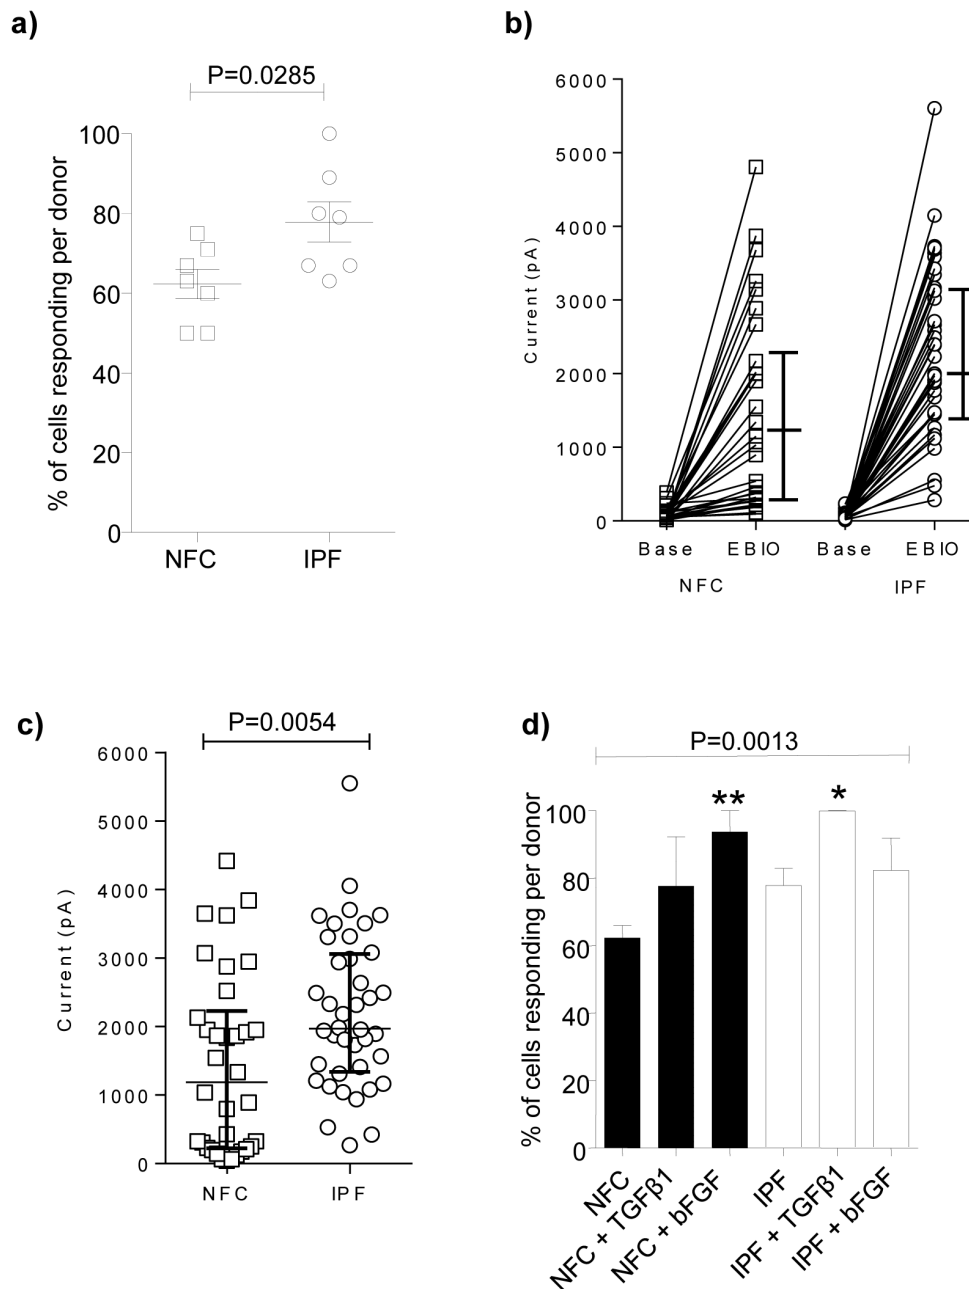 a)
P=0.0285
% of cells responding per donor
100
80
60
40
20
0
NFC
IPF
b)
Current (pA)
6000
5000
4000
3000
2000
1000
0
Base
EBIO
Base
EBIO
NFC
IPF
c)
P=0.0054
Current (pA)
6000
5000
4000
3000
2000
1000
0
NFC
IPF
d)
P=0.0013
% of cells responding per donor
100
80
60
40
20
0
**
*
NFC
NFC + TGFβ1
NFC + bFGF
IPF
IPF + TGFβ1
IPF + bFGF